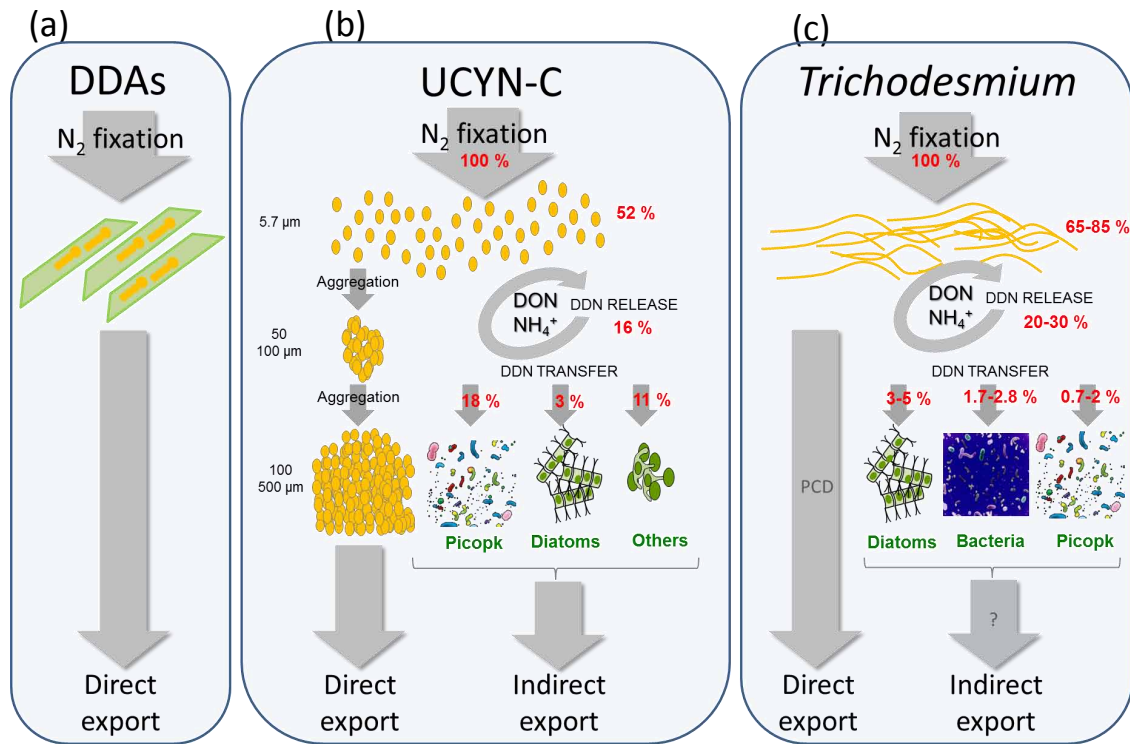 (a)
DDAs
N₂ fixation
Direct
export
(b)
UCYN-C
N₂ fixation
100 %
5.7 µm
52 %
Aggregation
DON
NH₄⁺
DDN RELEASE
16 %
50
100 µm
DDN TRANSFER
Aggregation
18 %
3 %
11 %
100
500 µm
Picopk
Diatoms
Others
Direct
export
Indirect
export
(c)
Trichodesmium
N₂ fixation
100 %
65-85 %
DON
NH₄⁺
DDN RELEASE
20-30 %
DDN TRANSFER
3-5 %
1.7-2.8 %
0.7-2 %
PCD
Diatoms
Bacteria
Picopk
?
Direct
export
Indirect
export